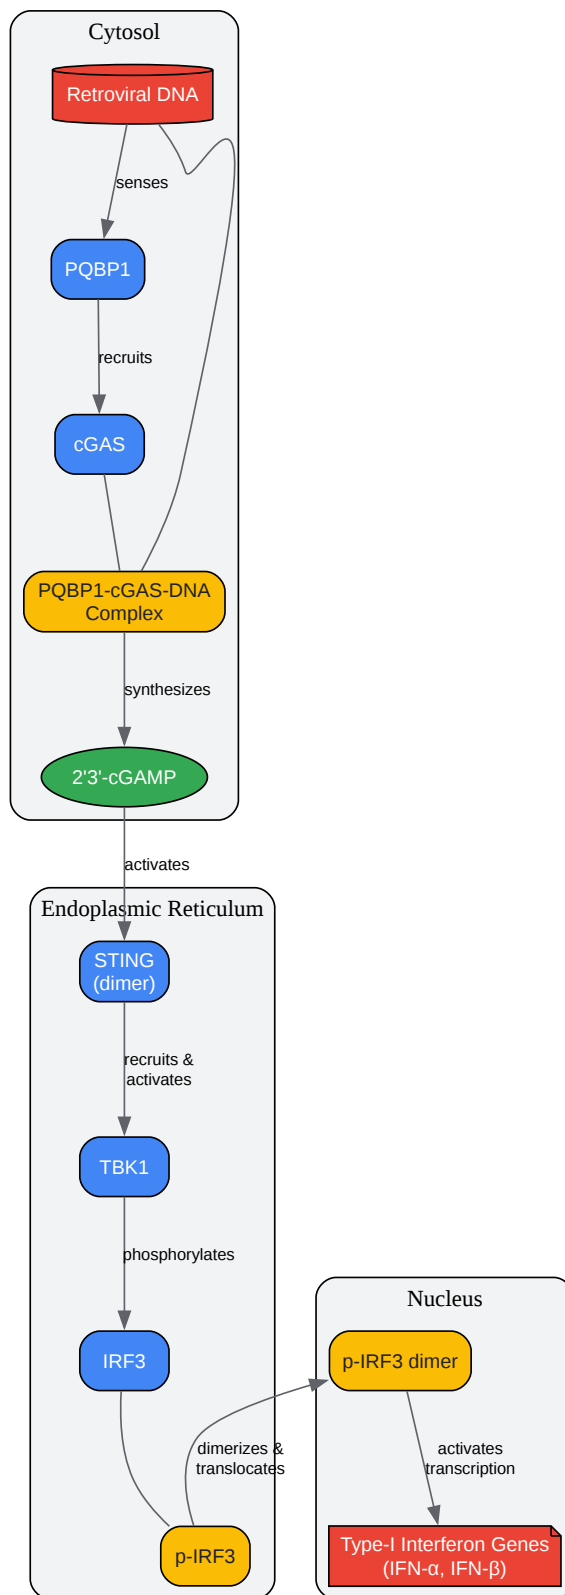 Cytosol
Retroviral DNA
senses
PQBP1
recruits
cGAS
PQBP1-cGAS-DNA
Complex
synthesizes
2'3'-cGAMP
activates
Endoplasmic Reticulum
STING
(dimer)
recruits &
activates
TBK1
phosphorylates
IRF3
dimerizes &
translocates
p-IRF3
Nucleus
p-IRF3 dimer
activates
transcription
Type-I Interferon Genes
(IFN-α, IFN-β)